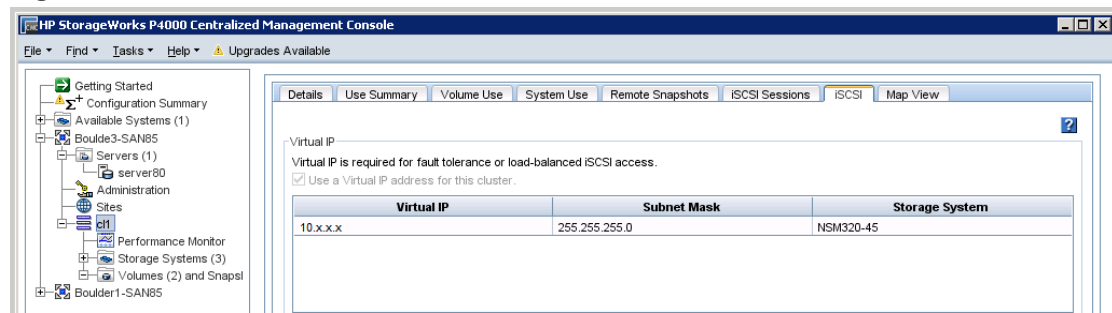 HP StorageWorks P4000 Centralized Management Console
File Find Tasks Help Upgrades Available
Getting Started
Configuration Summary
Available Systems (1)
Boulde3-SAN85
Servers (1)
server80
Administration
Sites
cl1
Performance Monitor
Storage Systems (3)
Volumes (2) and Snapsl
Boulder1-SAN85
Details Use Summary Volume Use System Use Remote Snapshots iSCSI Sessions iSCSI Map View
?
Virtual IP
Virtual IP is required for fault tolerance or load-balanced iSCSI access.
Use a Virtual IP address for this cluster.
Virtual IP Subnet Mask Storage System
10.x.x.x 255.255.255.0 NSM320-45